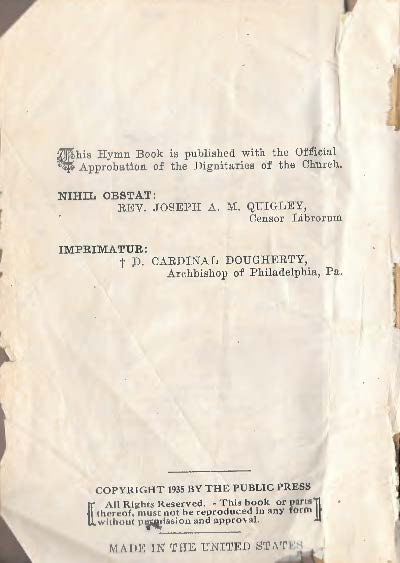 This Hymn Book is published with the Official
Approbation of the Dignitaries of the Church.
NIHIL OBSTAT:
REV. JOSEPH A. M. QUIGLEY,
Censor Librorum
IMPRIMATUR:
† D. CARDINAL DOUGHERTY,
Archbishop of Philadelphia, Pa.
COPYRIGHT 1935 BY THE PUBLIC PRESS
[ All Rights Reserved. - This book or parts ]
thereof, must not be reproduced in any form
without permission and approval.
MADE IN THE UNITED STATES